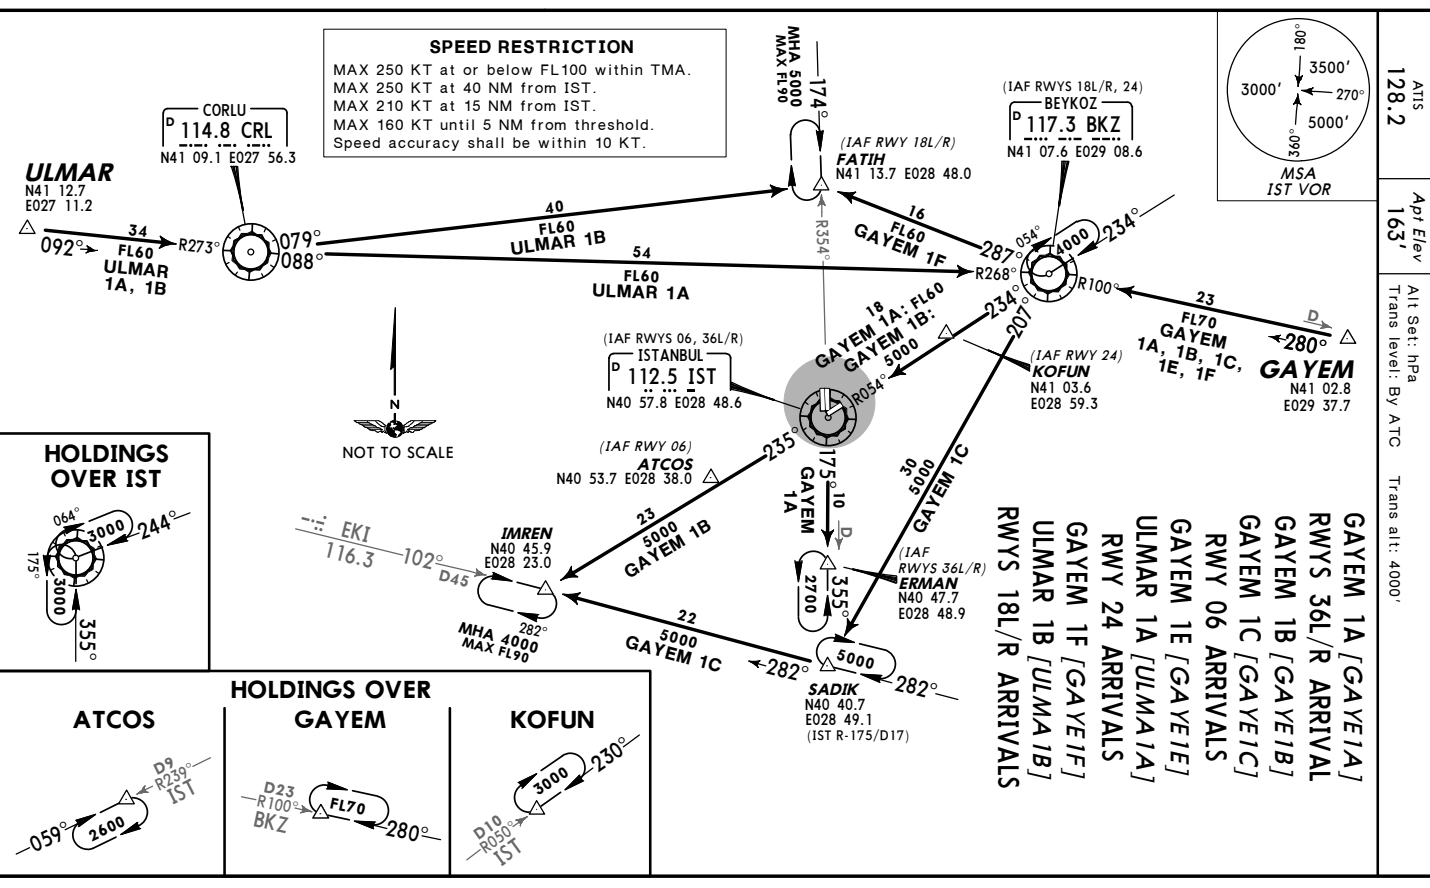 SPEED RESTRICTION
MAX 250 KT at or below FL100 within TMA.
MAX 250 KT at 40 NM from IST.
MAX 210 KT at 15 NM from IST.
MAX 160 KT until 5 NM from threshold.
Speed accuracy shall be within 10 KT.
CORLU
D 114.8 CRL
N41 09.1 E027 56.3
ULMAR
N41 12.7
E027 11.2
092°
34
FL60
ULMAR
1A, 1B
R273°
079°
088°
40
FL60
ULMAR 1B
54
FL60
ULMAR 1A
MHA 5000
MAX FL90
174°
(IAF RWY 18L/R)
FATIH
N41 13.7 E028 48.0
R354°
16
FL60
GAYEM 1F
(IAF RWYS 18L/R, 24)
BEYKOZ
D 117.3 BKZ
N41 07.6 E029 08.6
054°
4000
234°
287°
R268°
R100°
234°
207°
23
FL70
GAYEM
1A, 1B, 1C,
1E, 1F
D
280°
GAYEM
N41 02.8
E029 37.7
18
GAYEM 1A: FL60
GAYEM 1B:
5000
R054°
(IAF RWY 24)
KOFUN
N41 03.6
E028 59.3
(IAF RWYS 06, 36L/R)
ISTANBUL
D 112.5 IST
N40 57.8 E028 48.6
N
NOT TO SCALE
(IAF RWY 06)
ATCOS
N40 53.7 E028 38.0
235°
23
5000
GAYEM 1B
175°
10
GAYEM
1A
D
30
5000
GAYEM 1C
EKI
116.3
102°
D45
IMREN
N40 45.9
E028 23.0
282°
MHA 4000
MAX FL90
22
5000
GAYEM 1C
282°
2700
355°
(IAF
RWYS 36L/R)
ERMAN
N40 47.7
E028 48.9
5000
282°
SADIK
N40 40.7
E028 49.1
(IST R-175/D17)
HOLDINGS
OVER IST
064°
3000
244°
175°
3000
355°
HOLDINGS OVER
ATCOS
D9
R239°
IST
059°
2600
GAYEM
D23
R100°
BKZ
FL70
280°
KOFUN
3000
230°
D10
R050°
IST
180°
3500'
3000'
270°
5000'
360°
MSA
IST VOR
ATIS
128.2
Apt Elev
163'
Alt Set: hPa
Trans level: By ATC Trans alt: 4000'
GAYEM 1A [GAYE1A]
RWYS 36L/R ARRIVAL
GAYEM 1B [GAYE1B]
GAYEM 1C [GAYE1C]
RWY 06 ARRIVALS
GAYEM 1E [GAYE1E]
ULMAR 1A [ULMA1A]
RWY 24 ARRIVALS
GAYEM 1F [GAYE1F]
ULMAR 1B [ULMA1B]
RWYS 18L/R ARRIVALS